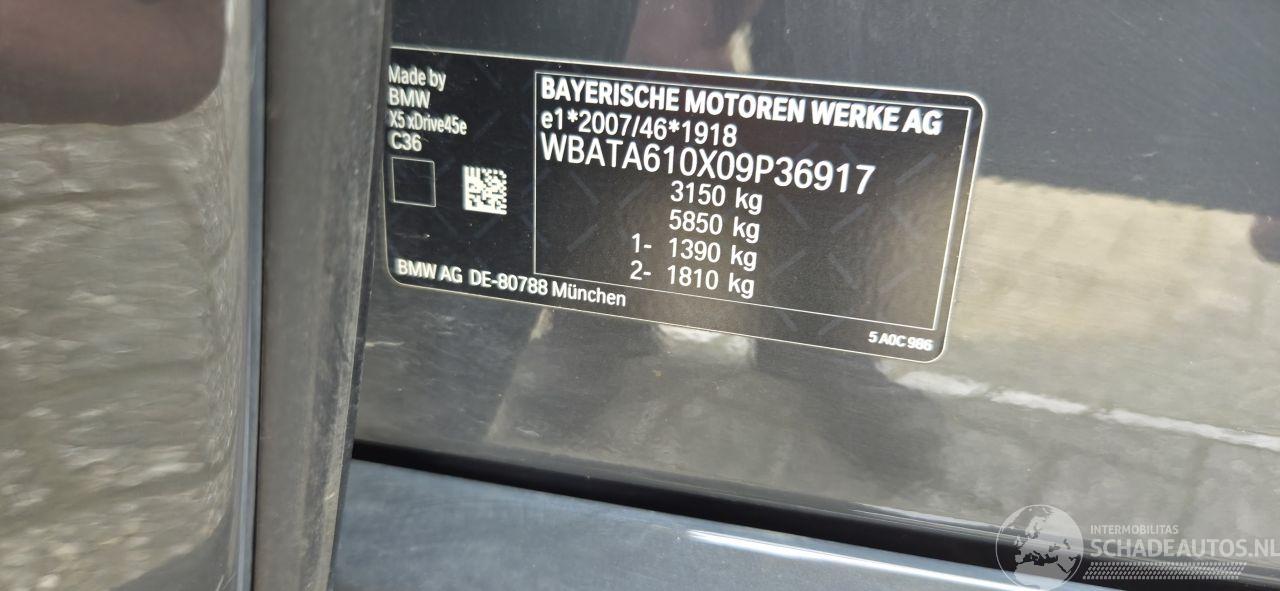 Made by
BMW
X5 xDrive45e
C36
BAYERISCHE MOTOREN WERKE AG
e1*2007/46*1918
WBATA610X09P36917
3150 kg
5850 kg
1- 1390 kg
2- 1810 kg
BMW AG DE-80788 München
5 A0C 986
INTERMOBILITAS
SCHADEAUTOS.NL